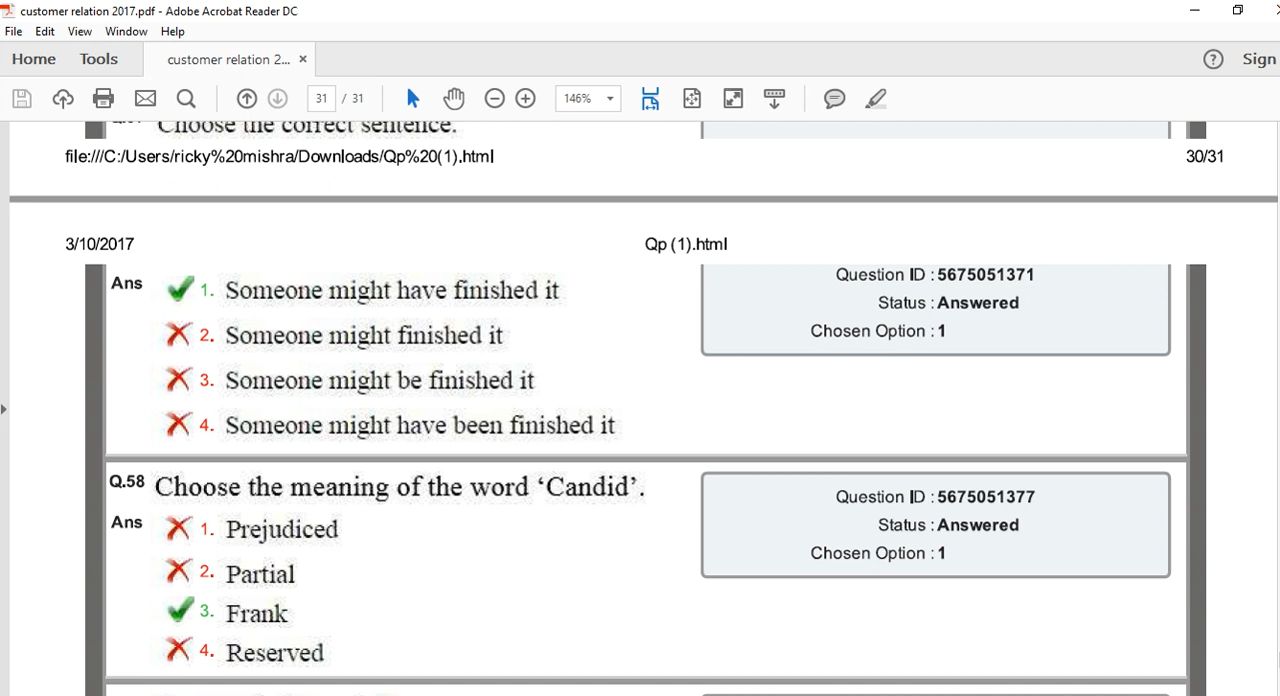 customer relation 2017.pdf - Adobe Acrobat Reader DC
File Edit View Window Help
Home Tools customer relation 2... × ? Sign
31 / 31 146%
Choose the correct sentence.
file:///C:/Users/ricky%20mishra/Downloads/Qp%20(1).html 30/31
3/10/2017 Qp (1).html
Ans 1. Someone might have finished it
2. Someone might finished it
3. Someone might be finished it
4. Someone might have been finished it
Question ID : 5675051371
Status : Answered
Chosen Option : 1
Q.58 Choose the meaning of the word ‘Candid’.
Ans 1. Prejudiced
2. Partial
3. Frank
4. Reserved
Question ID : 5675051377
Status : Answered
Chosen Option : 1